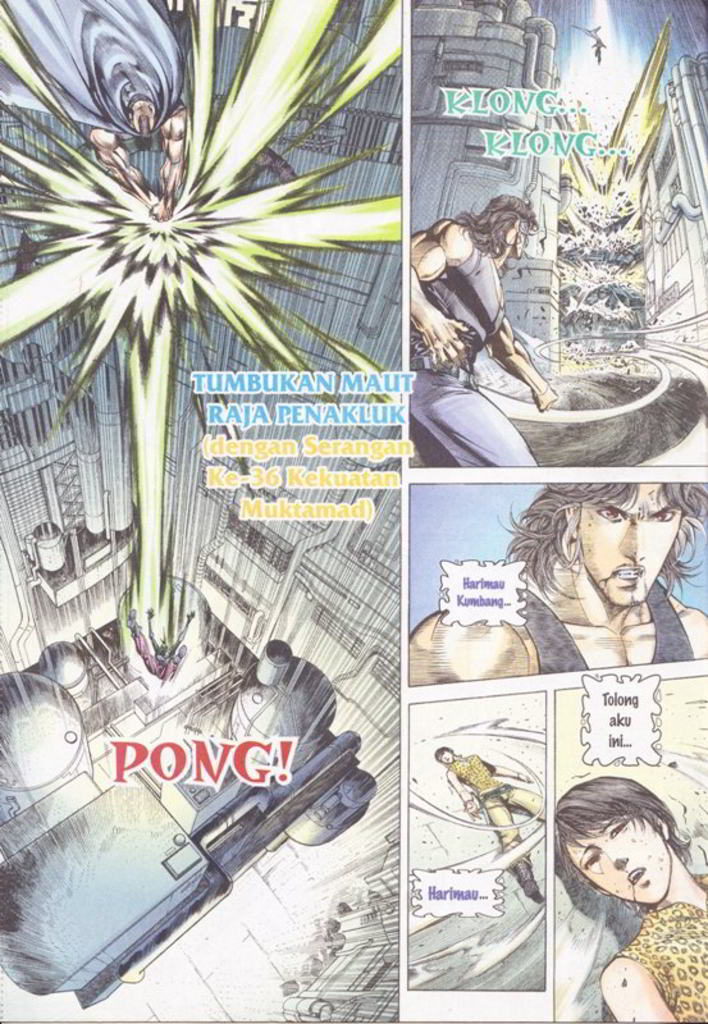 TUMBUKAN MAUT
RAJA PENAKLUK
(dengan Serangan
Ke-36 Kekuatan
Muktamad)
PONG!
KLONG...
KLONG...
Harimau
Kumbang...
Harimau...
Tolong
aku
ini...